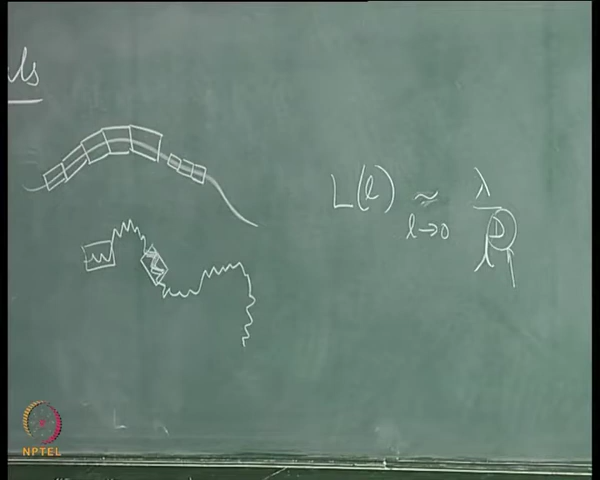 ls
L(l) ≈ λ
l→0 l^D
NPTEL